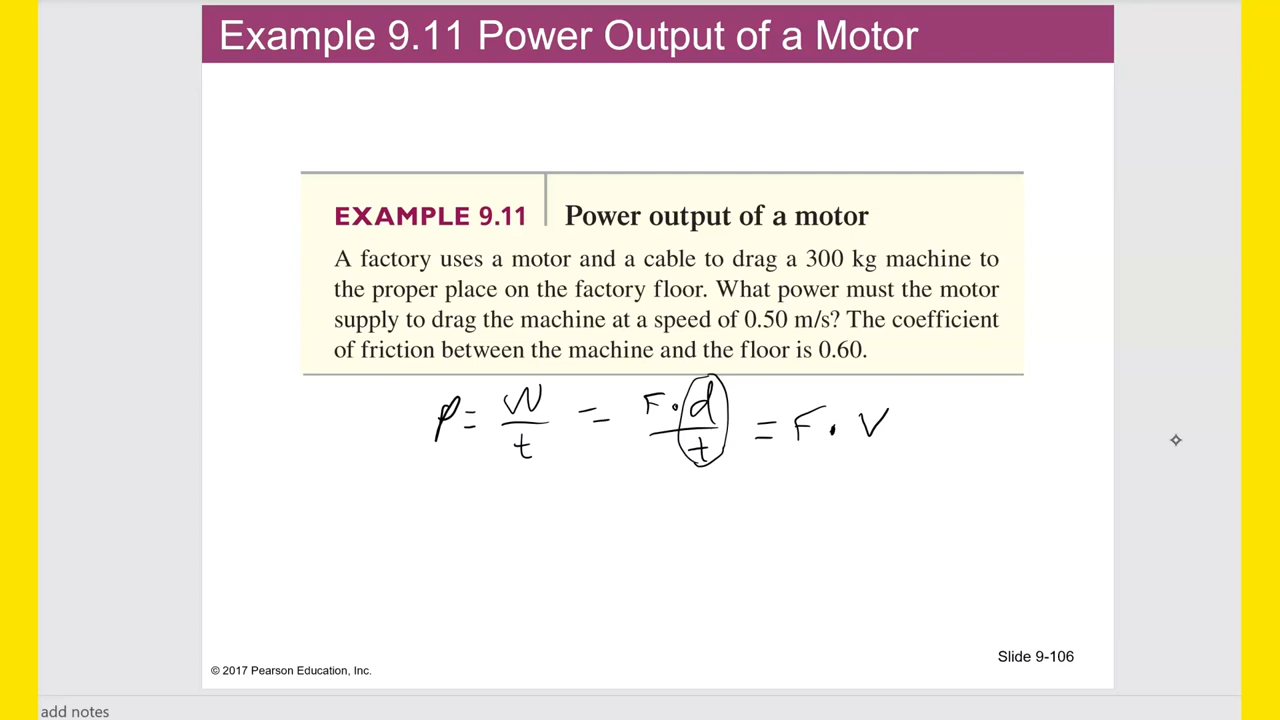 Example 9.11 Power Output of a Motor
EXAMPLE 9.11 Power output of a motor
A factory uses a motor and a cable to drag a 300 kg machine to
the proper place on the factory floor. What power must the motor
supply to drag the machine at a speed of 0.50 m/s? The coefficient
of friction between the machine and the floor is 0.60.
P = W/t = F·d/t = F·V
Slide 9-106
© 2017 Pearson Education, Inc.
add notes